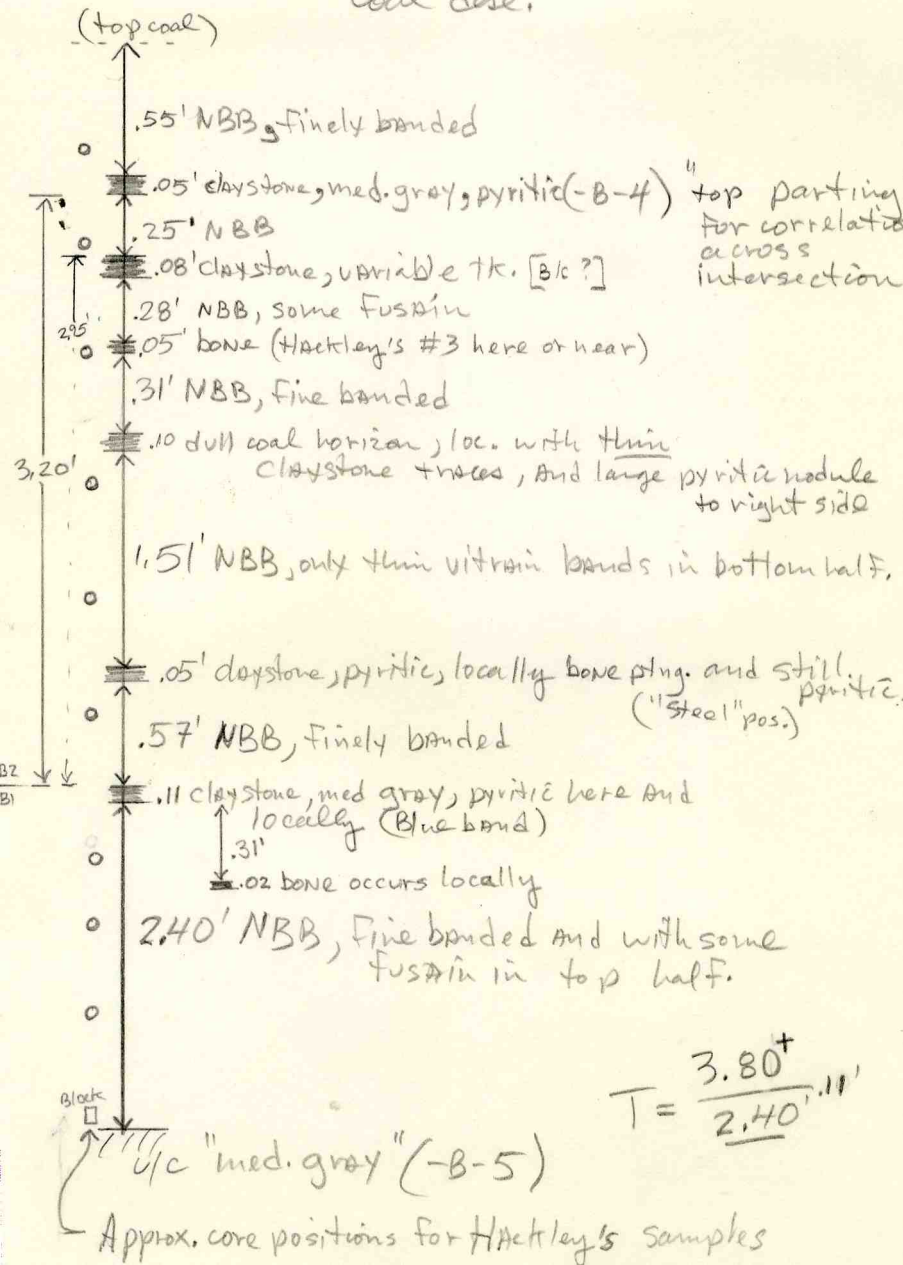 coal dese.
(top coal)
.55' NBB, finely banded
.05' claystone, med. gray, pyritic (-B-4) "top parting
for correlatio
across
intersection
.25' NBB
.08' claystone, variable tk. [B/c ?]
2.95'
.28' NBB, some Fusain
.05' bone (Hackley's #3 here or near)
.31' NBB, fine banded
.10 dull coal horizon, loc. with thin
claystone traces, and large pyritic nodule
to right side
3.20'
1.51' NBB, only thin vitrain bands in bottom half.
.05' claystone, pyritic, locally bone ptng. and still
pyritic.
("Steel" pos.)
.57' NBB, finely banded
B2
B1
.11 claystone, med gray, pyritic here and
locally (Blue band)
.31'
.02 bone occurs locally
2.40' NBB, fine banded and with some
fusain in top half.
T = 3.80+
2.40' .11'
Block
u/c "med. gray" (-B-5)
Approx. core positions for Hackley's samples